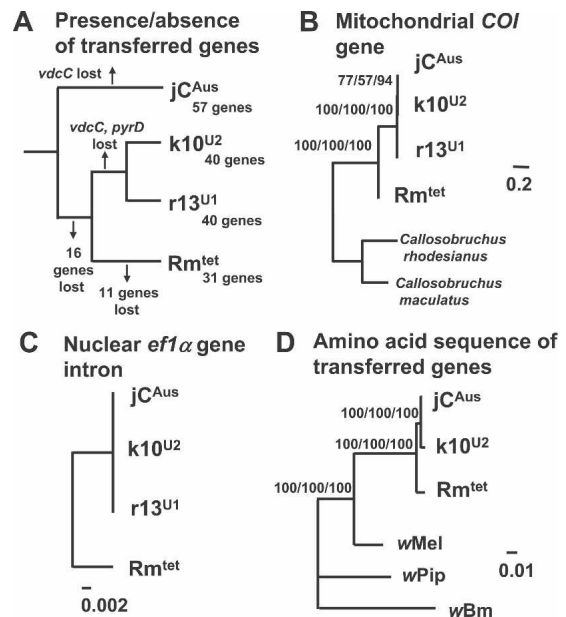 A Presence/absence
of transferred genes
vdcC lost
jC^Aus
57 genes
vdcC, pyrD
lost
k10^U2
40 genes
r13^U1
40 genes
16
genes
lost
Rm^tet
31 genes
11 genes
lost
B Mitochondrial COI
gene
jC^Aus
77/57/94
k10^U2
100/100/100
r13^U1
100/100/100
0.2
Rm^tet
Callosobruchus
rhodesianus
Callosobruchus
maculatus
C Nuclear ef1α gene
intron
jC^Aus
k10^U2
r13^U1
Rm^tet
0.002
D Amino acid sequence of
transferred genes
jC^Aus
100/100/100
k10^U2
100/100/100
Rm^tet
100/100/100
wMel
wPip
0.01
wBm